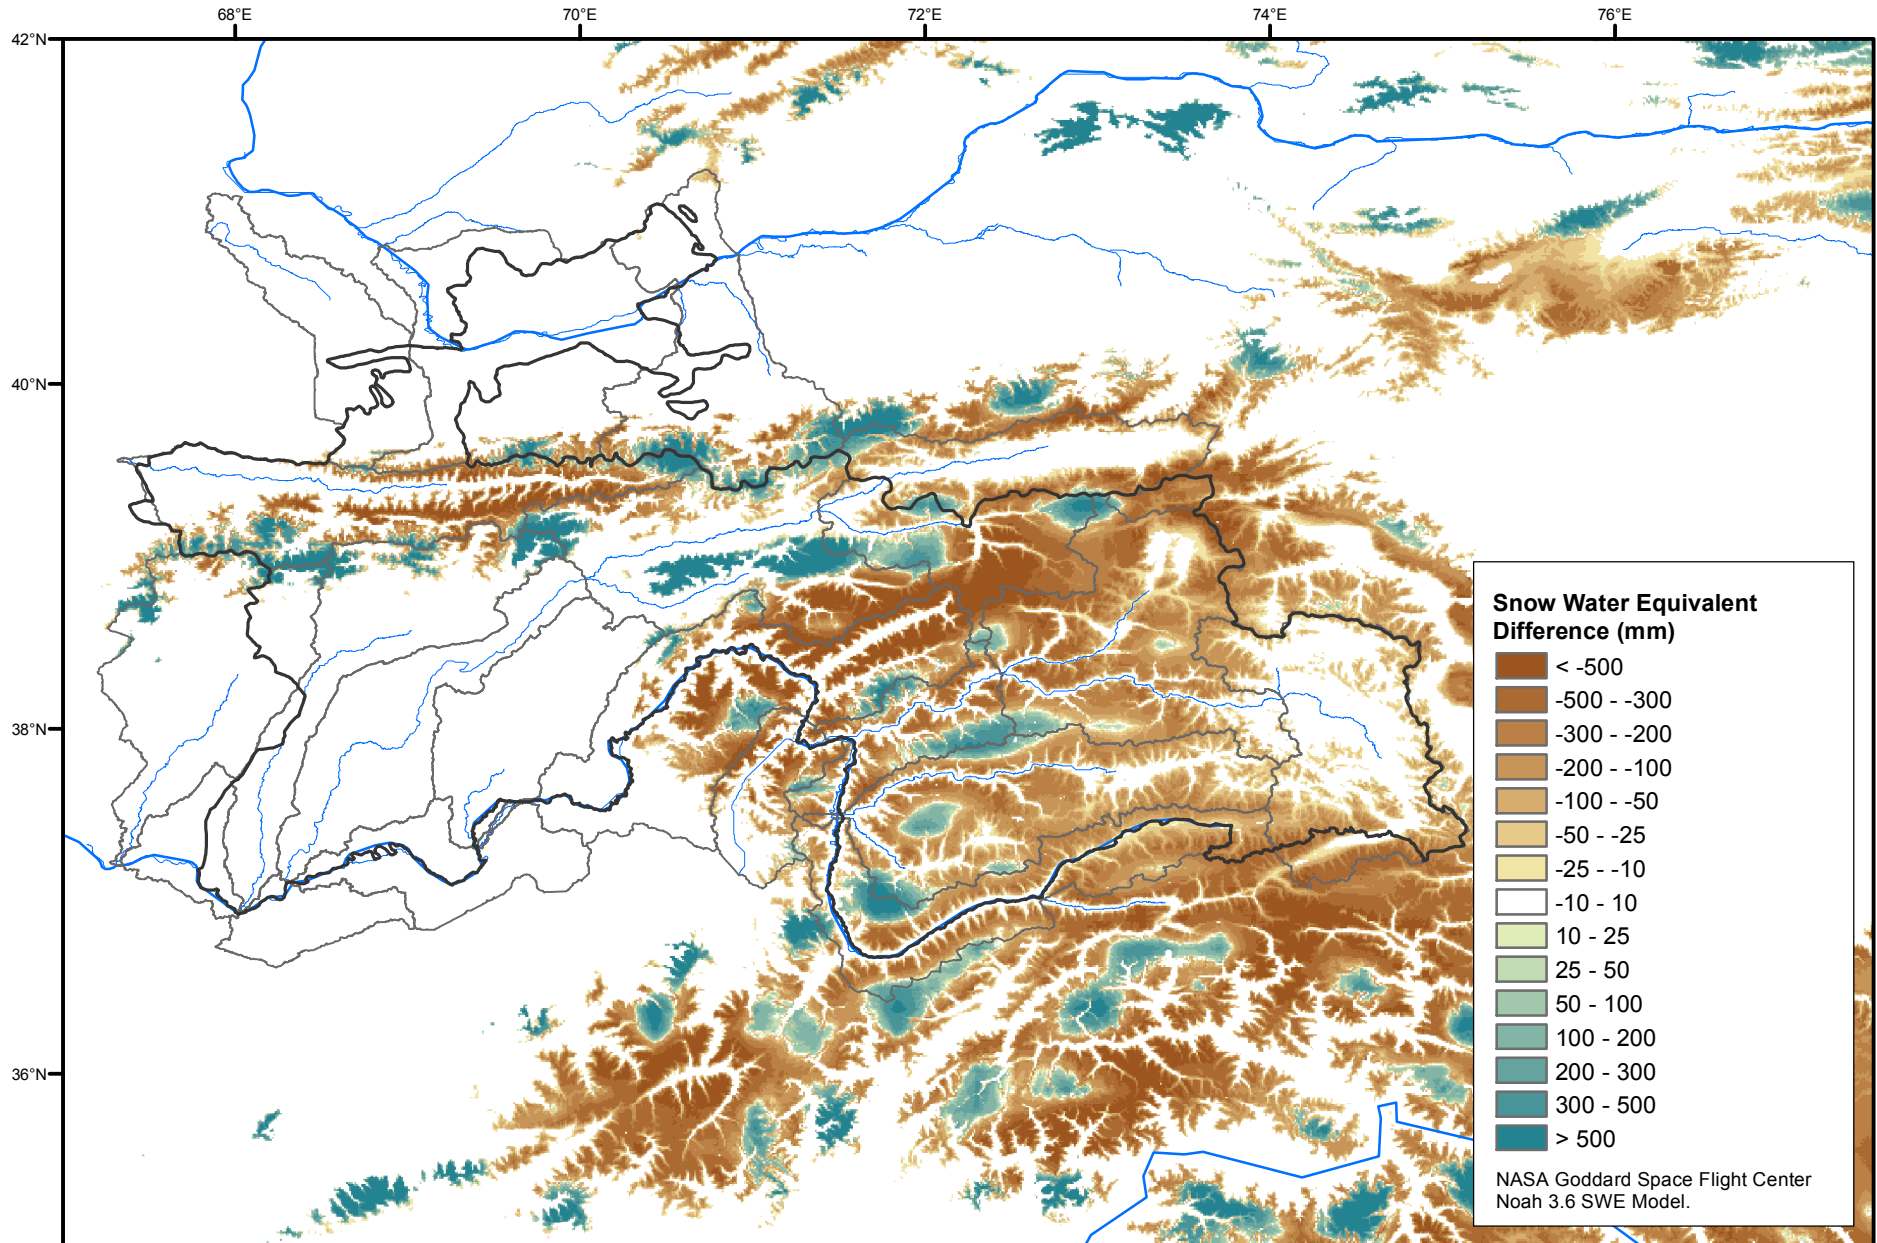 68°E
70°E
72°E
74°E
76°E
42°N
40°N
38°N
36°N
Snow Water Equivalent
Difference (mm)
< -500
-500 - -300
-300 - -200
-200 - -100
-100 - -50
-50 - -25
-25 - -10
-10 - 10
10 - 25
25 - 50
50 - 100
100 - 200
200 - 300
300 - 500
> 500
NASA Goddard Space Flight Center
Noah 3.6 SWE Model.